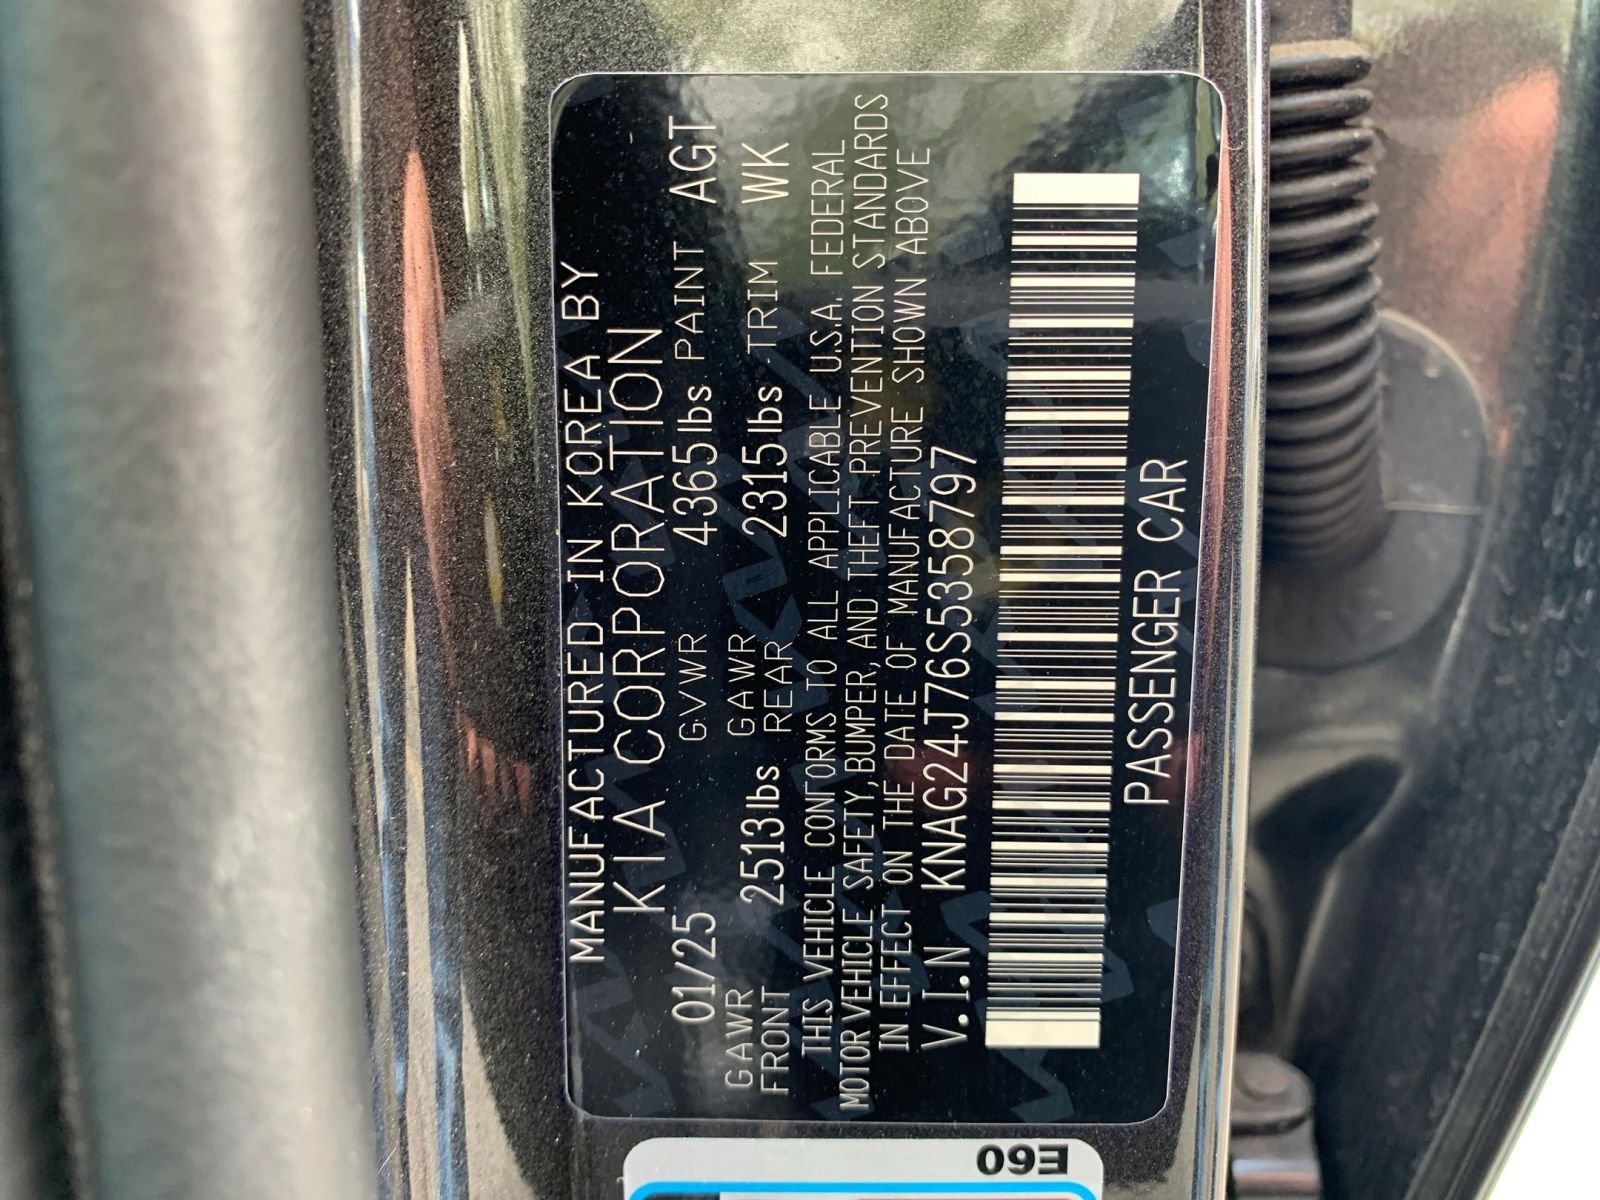 MANUFACTURED IN KOREA BY
KIA CORPORATION
01/25 GVWR 4365lbs PAINT AGT
GAWR FRONT 2513lbs GAWR REAR 2315lbs TRIM WK
THIS VEHICLE CONFORMS TO ALL APPLICABLE U.S.A. FEDERAL
MOTOR VEHICLE SAFETY, BUMPER, AND THEFT PREVENTION STANDARDS
IN EFFECT ON THE DATE OF MANUFACTURE SHOWN ABOVE
V.I.N KNAG24J76S5358797
PASSENGER CAR
E60